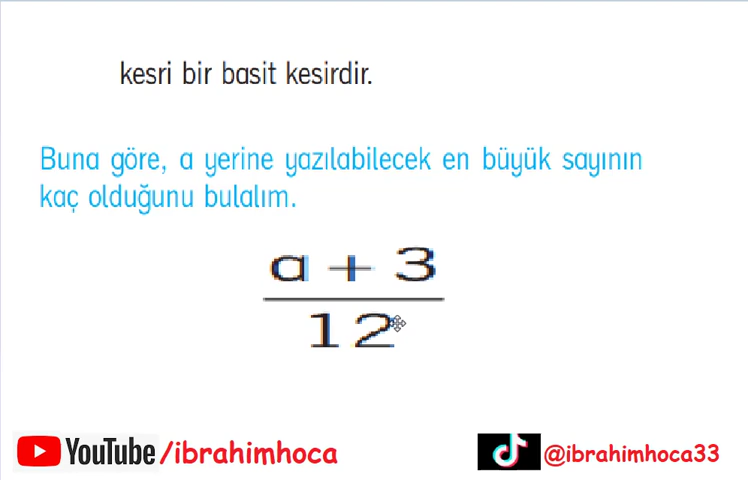 kesri bir basit kesirdir.
Buna göre, a yerine yazılabilecek en büyük sayının
kaç olduğunu bulalım.
a + 3
12
YouTube /ibrahimhoca
@ibrahimhoca33